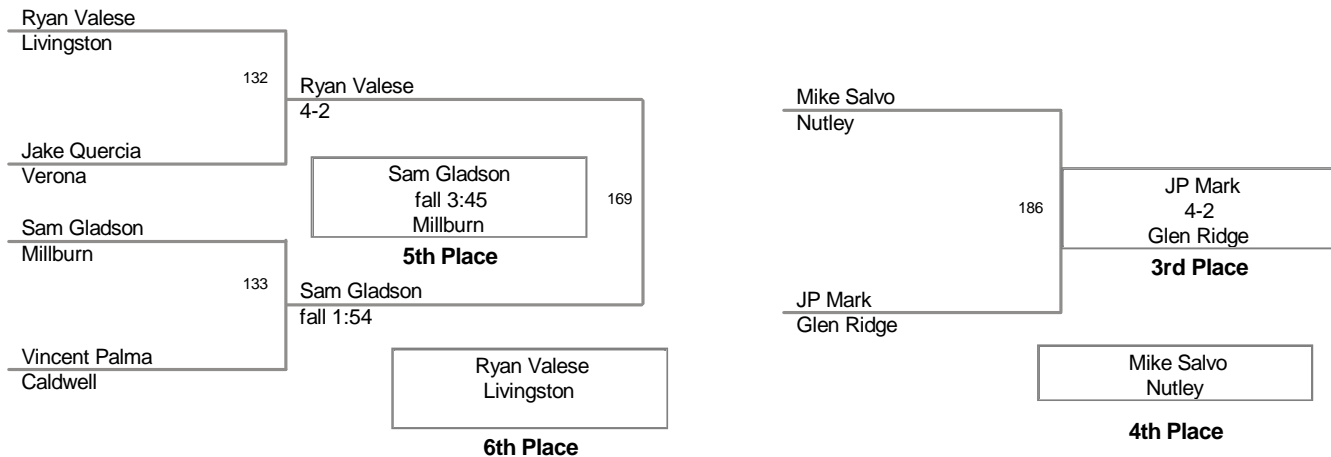 Ryan Valese
Livingston
132
Ryan Valese
4-2
Jake Quercia
Verona
Sam Gladson
fall 3:45
Millburn
5th Place
169
Sam Gladson
Millburn
133
Sam Gladson
fall 1:54
Vincent Palma
Caldwell
Ryan Valese
Livingston
6th Place
Mike Salvo
Nutley
186
JP Mark
4-2
Glen Ridge
3rd Place
JP Mark
Glen Ridge
Mike Salvo
Nutley
4th Place